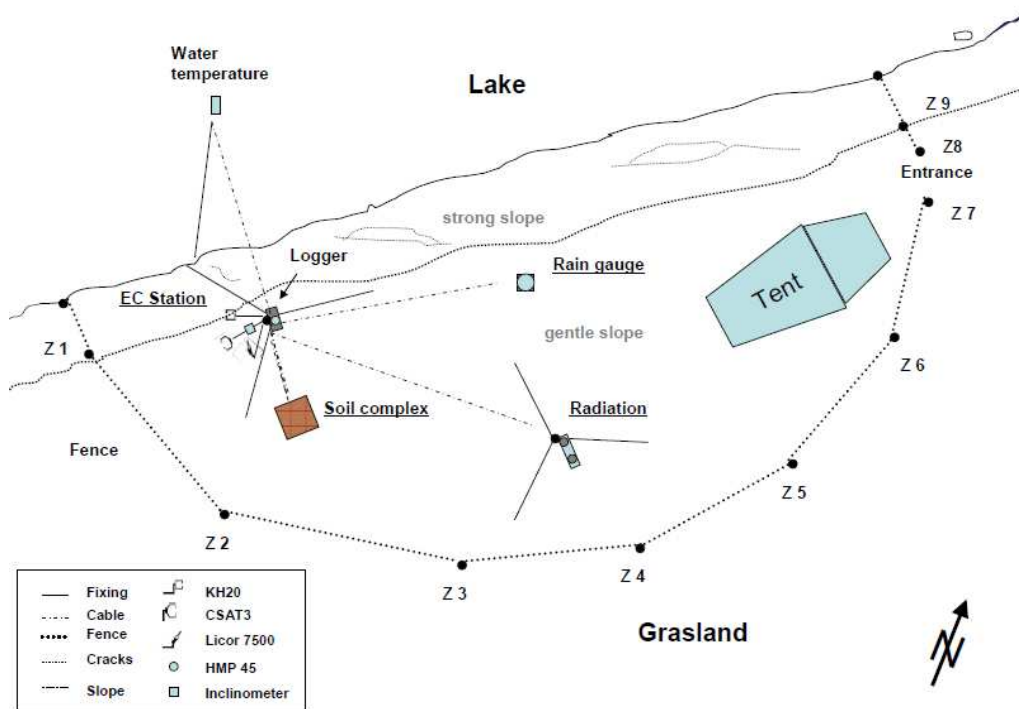 Water
temperature
Lake
Z 9
Z8
Entrance
Z 7
strong slope
Logger
Rain gauge
EC Station
Tent
gentle slope
Z 1
Z 6
Soil complex
Radiation
Fence
Z 5
Z 2
Z 4
Z 3
Grasland
Fixing
KH20
Cable
CSAT3
Fence
Licor 7500
Cracks
HMP 45
Slope
Inclinometer
N